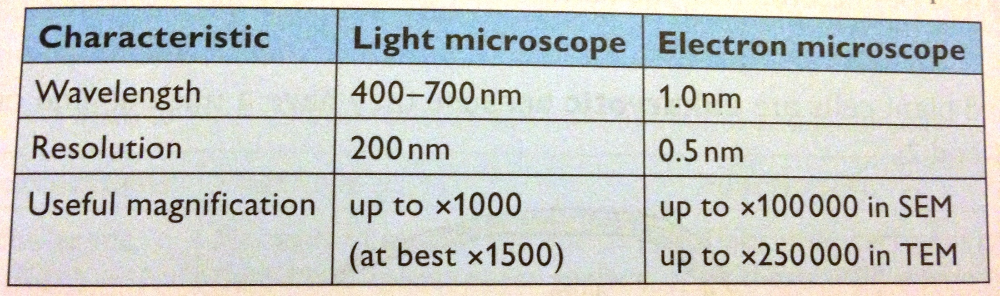 Characteristic Light microscope Electron microscope
Wavelength 400–700 nm 1.0 nm
Resolution 200 nm 0.5 nm
Useful magnification up to ×1000 up to ×100 000 in SEM
(at best ×1500) up to ×250 000 in TEM